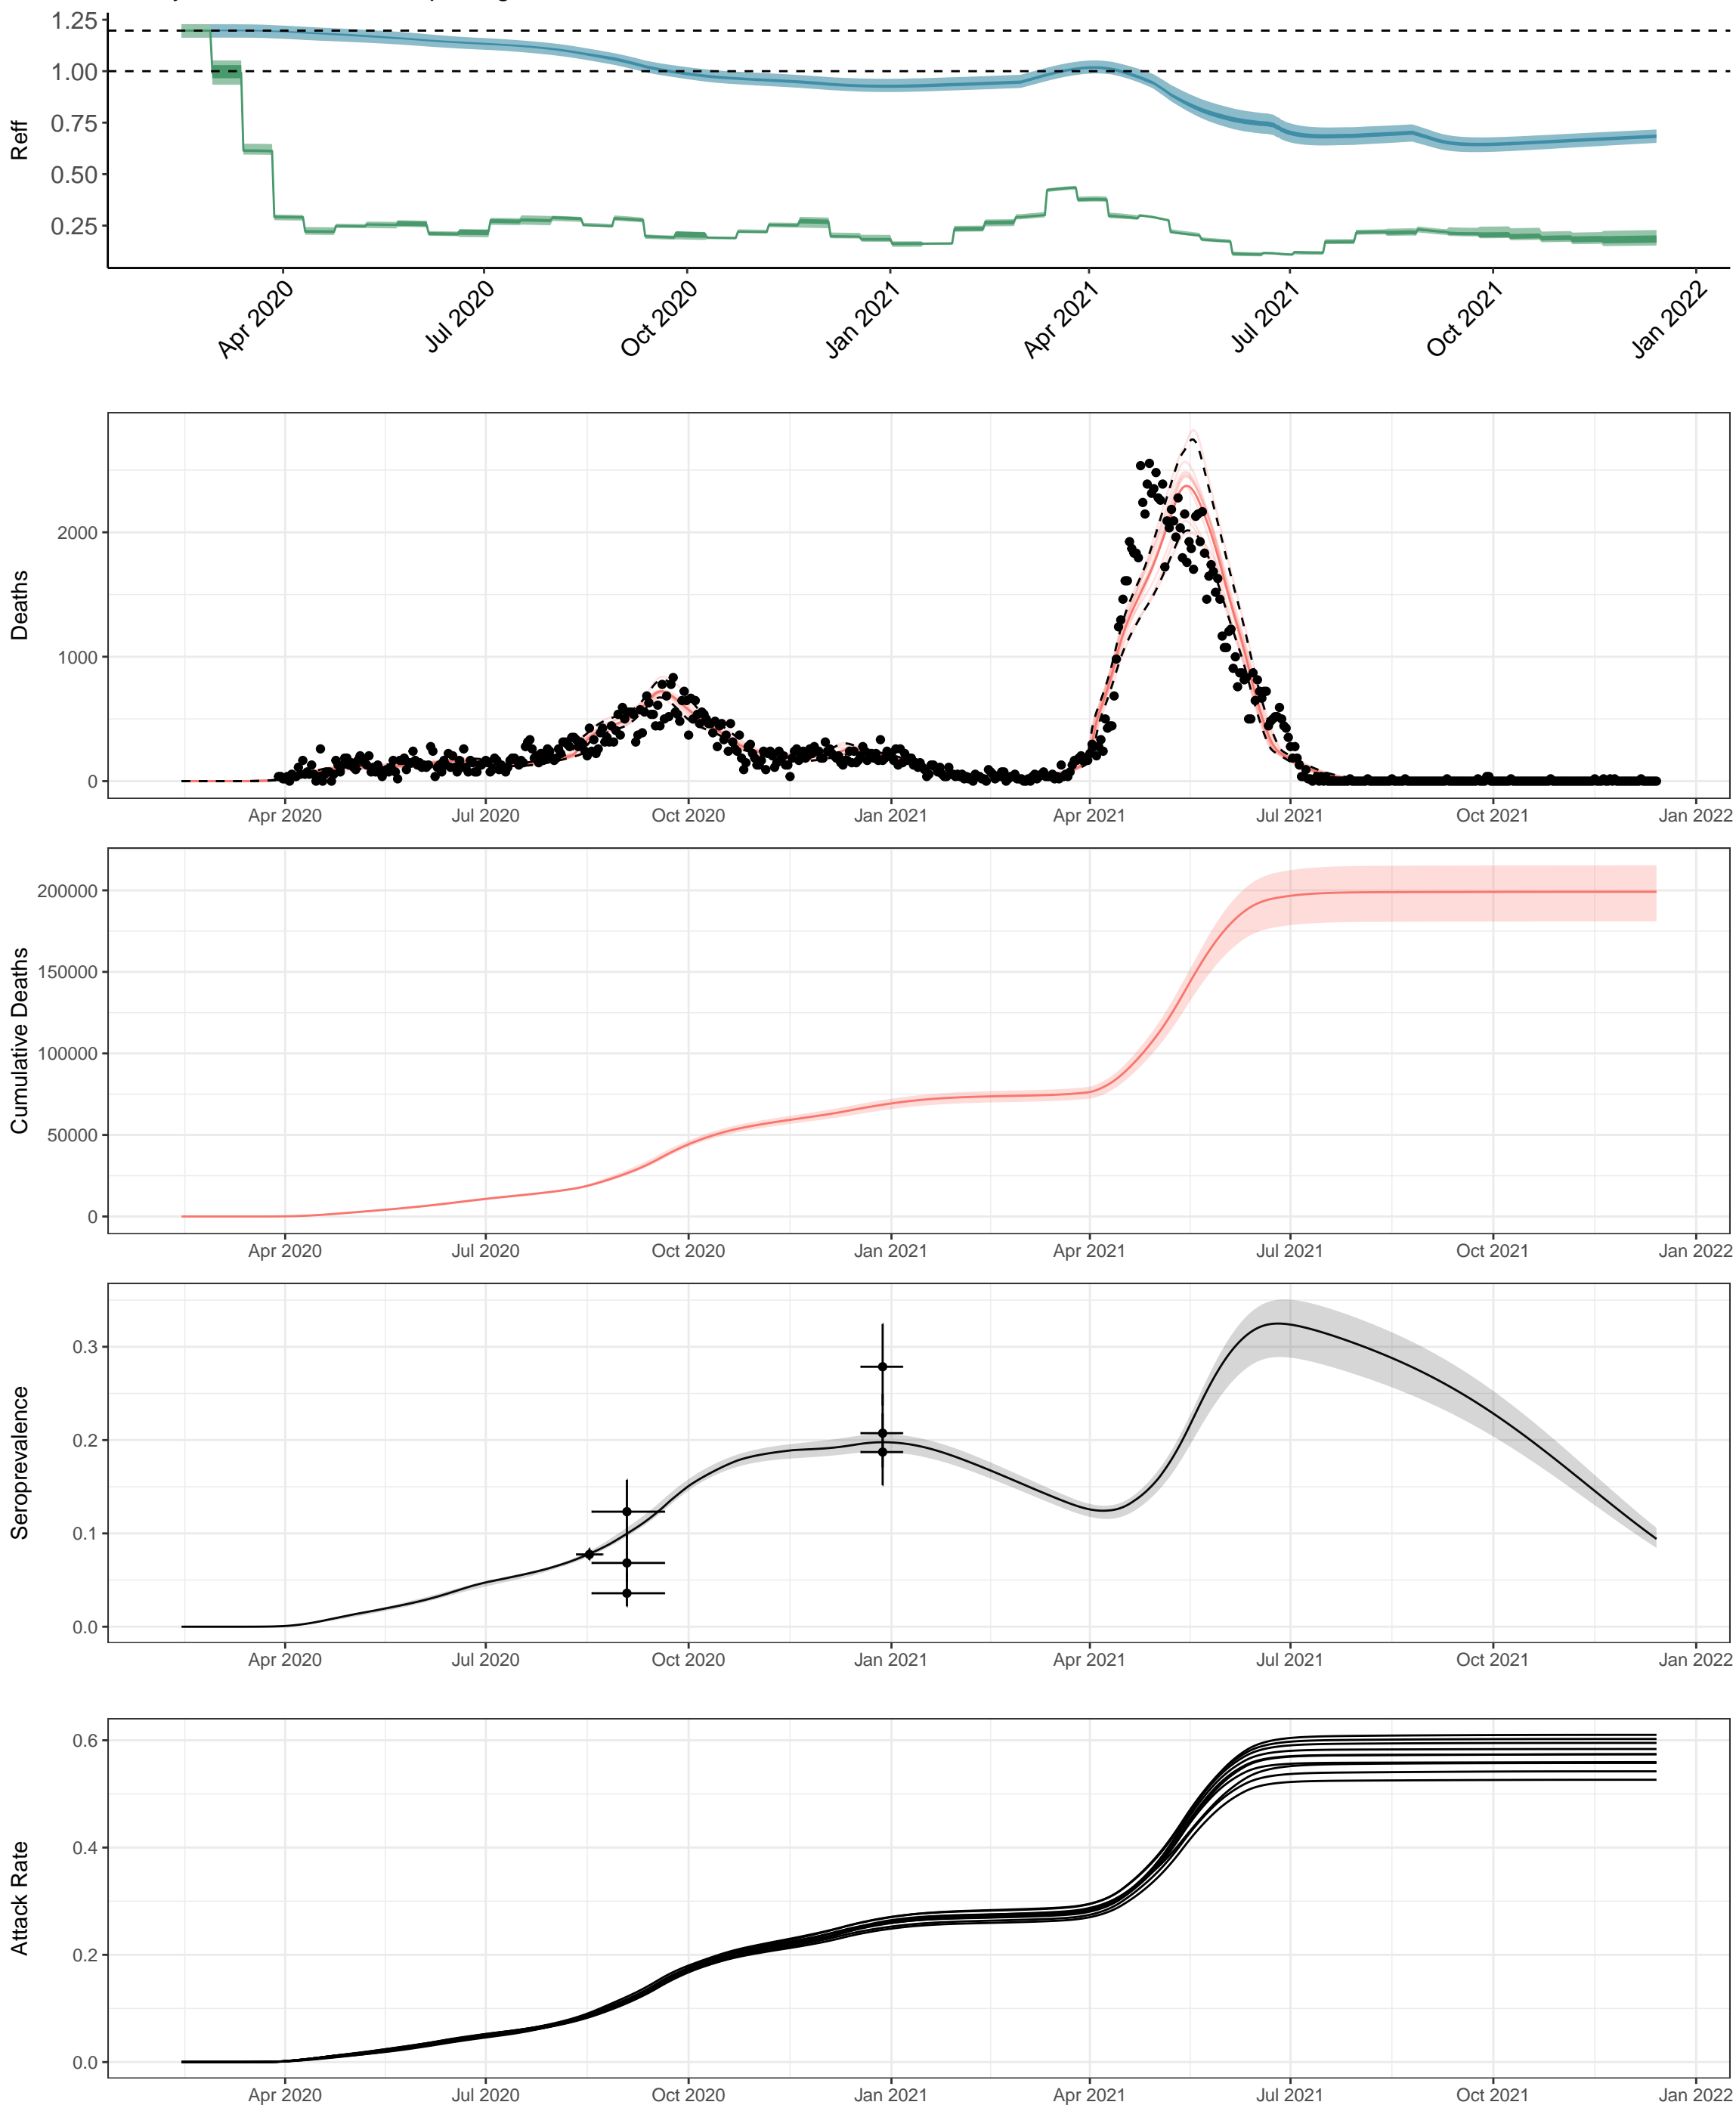 1.25
1.00
0.75
0.50
0.25
Reff
Apr 2020
Jul 2020
Oct 2020
Jan 2021
Apr 2021
Jul 2021
Oct 2021
Jan 2022
2000
1000
0
Deaths
Apr 2020 Jul 2020 Oct 2020 Jan 2021 Apr 2021 Jul 2021 Oct 2021 Jan 2022
200000
150000
100000
50000
0
Cumulative Deaths
Apr 2020 Jul 2020 Oct 2020 Jan 2021 Apr 2021 Jul 2021 Oct 2021 Jan 2022
0.3
0.2
0.1
0.0
Seroprevalence
Apr 2020 Jul 2020 Oct 2020 Jan 2021 Apr 2021 Jul 2021 Oct 2021 Jan 2022
0.6
0.4
0.2
0.0
Attack Rate
Apr 2020 Jul 2020 Oct 2020 Jan 2021 Apr 2021 Jul 2021 Oct 2021 Jan 2022